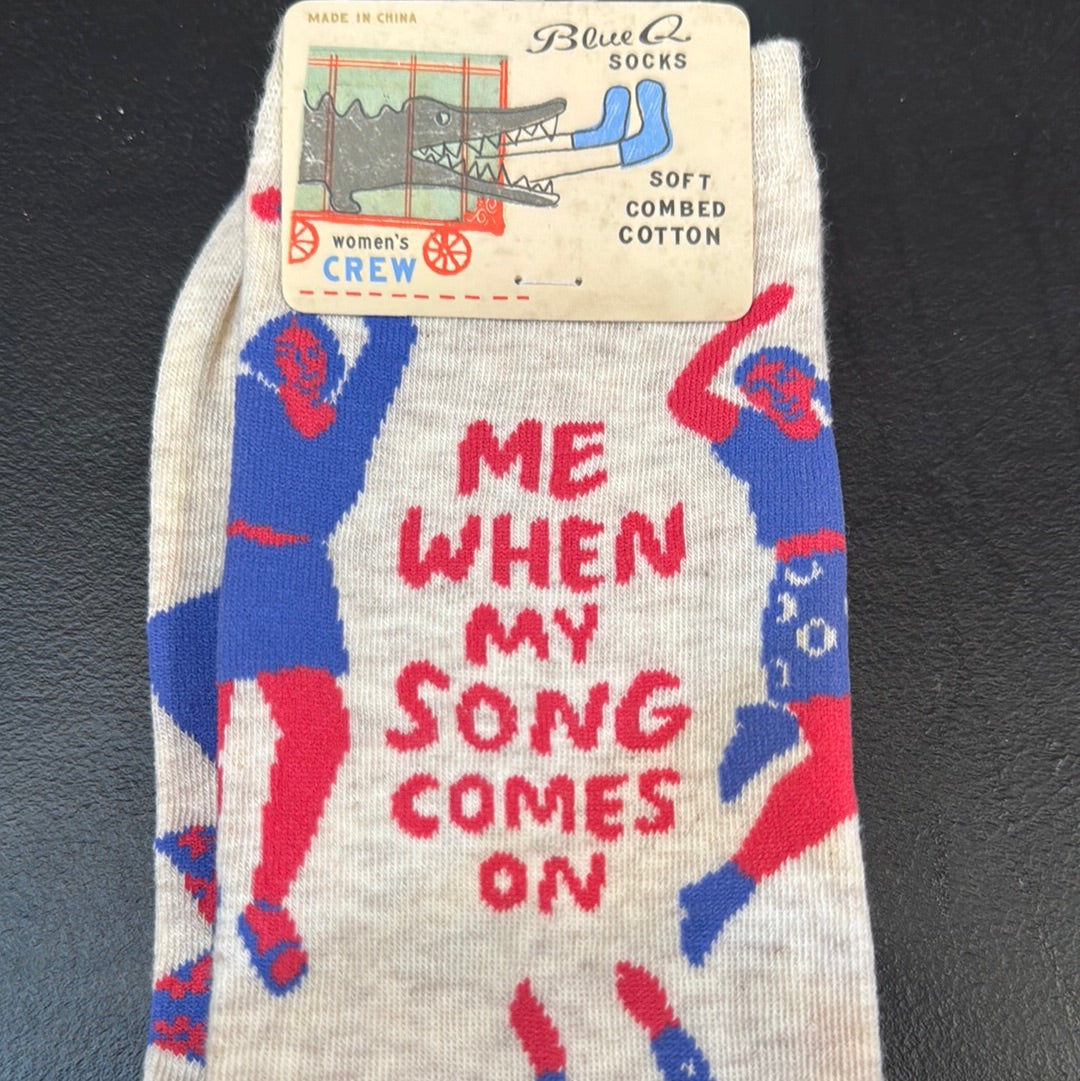 MADE IN CHINA
Blue Q
SOCKS
SOFT
COMBED
COTTON
women's
CREW
ME
WHEN
MY
SONG
COMES
ON